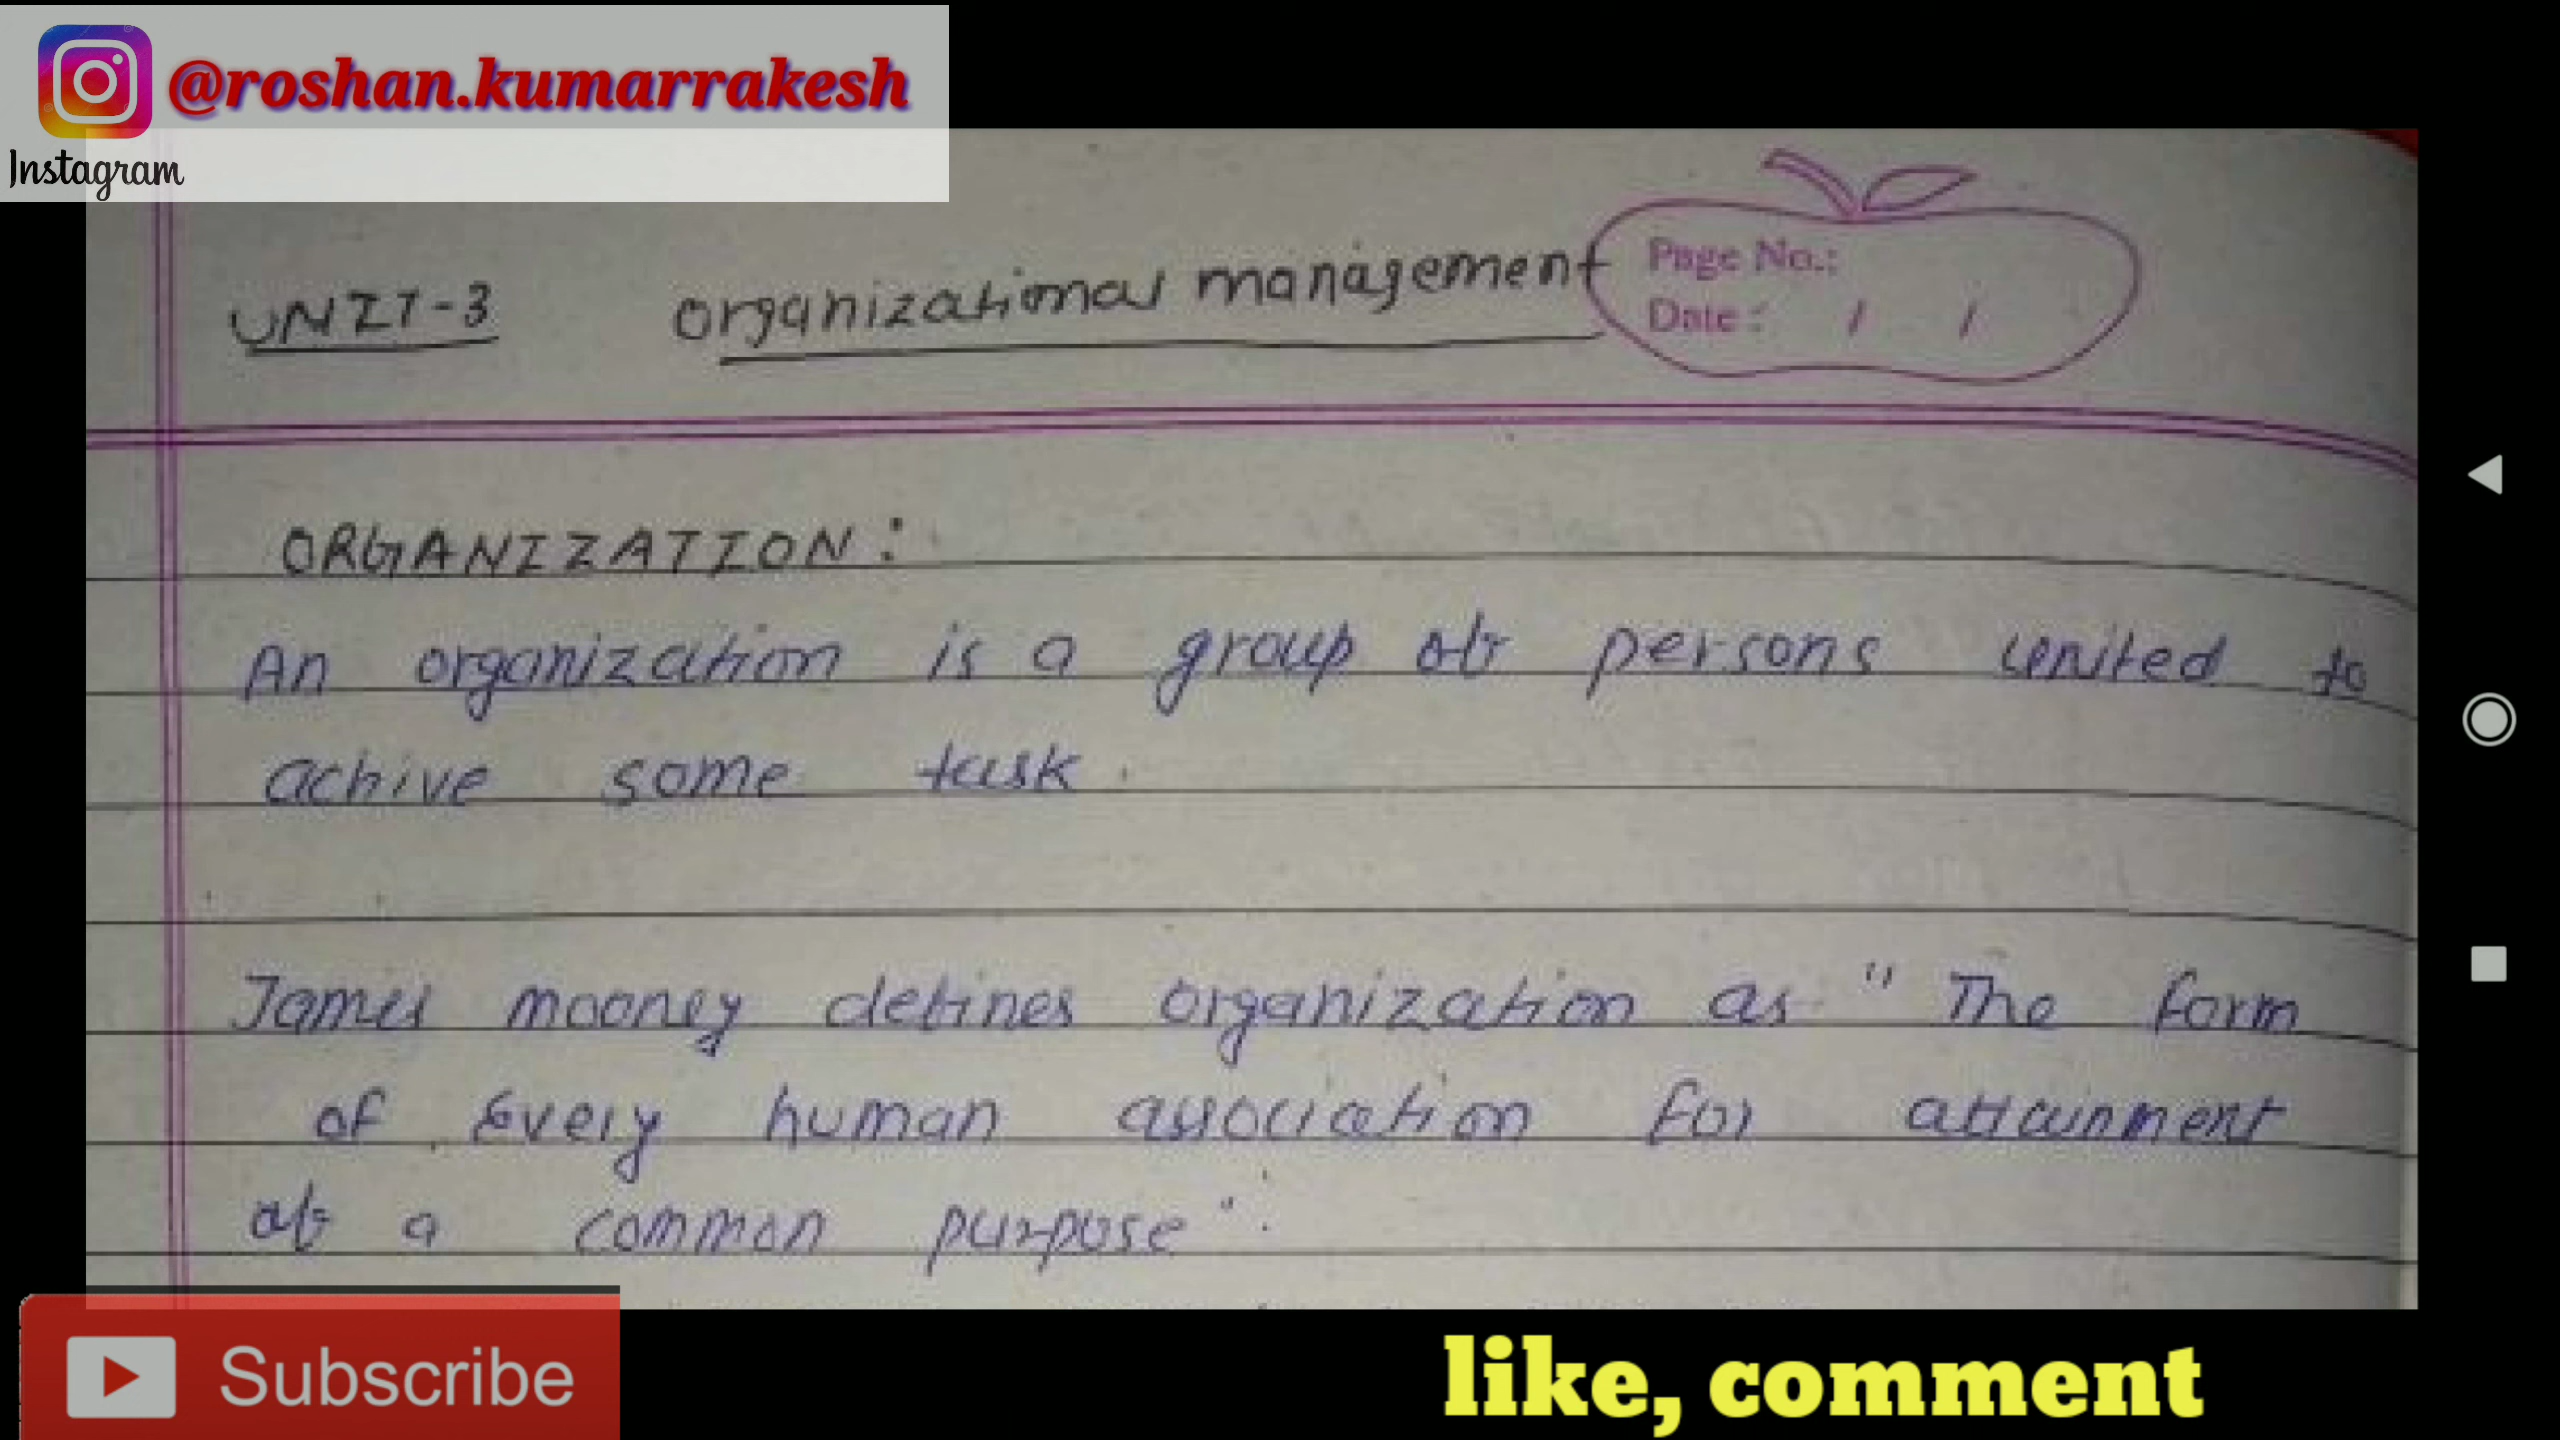 @roshan.kumarrakesh
Instagram
UNIT-3 Organizational management
Page No.:
Date : / /
ORGANIZATION :
An organization is a group of persons united to
achive some task.
James mooney defines organization as " The form
of Every human association for attainment
of a common purpose".
Subscribe
like, comment